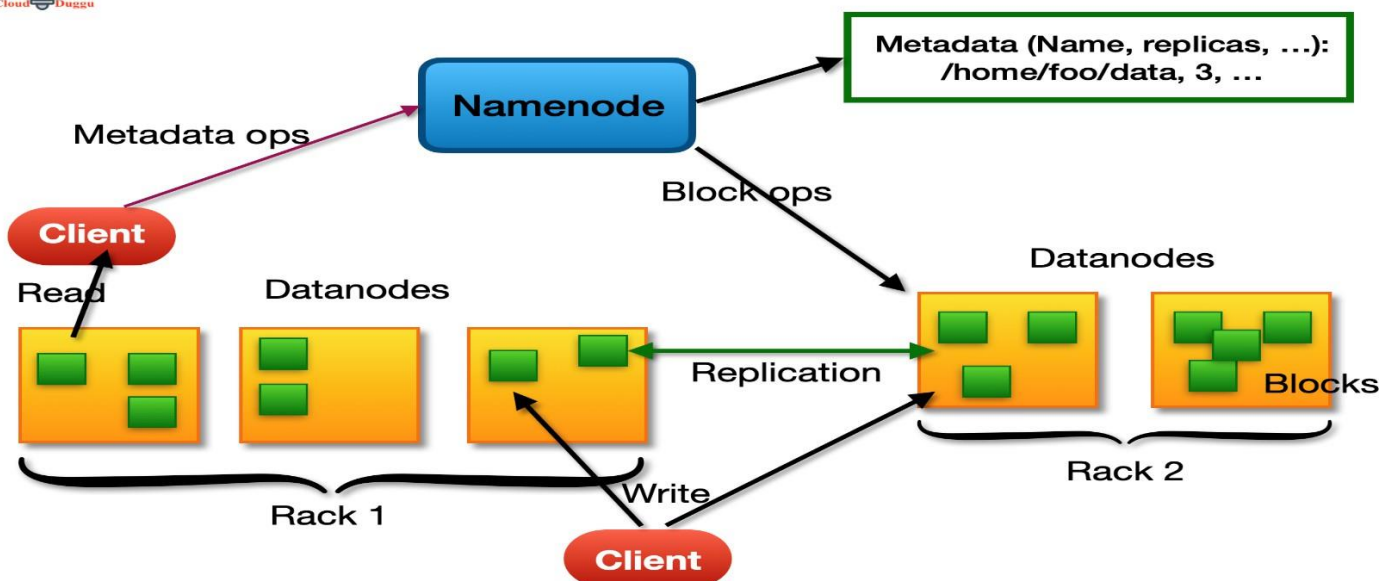 Cloud Duggu
Metadata (Name, replicas, ...):
/home/foo/data, 3, ...
Namenode
Metadata ops
Block ops
Client
Read
Datanodes
Datanodes
Replication
Blocks
Write
Rack 1
Rack 2
Client